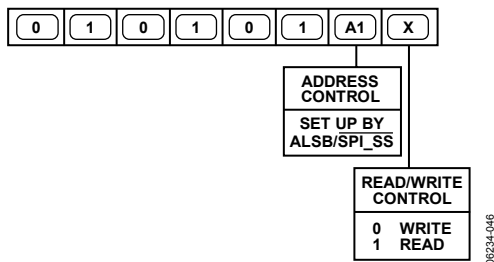 0 1 0 1 0 1 A1 X
ADDRESS
CONTROL
SET UP BY
ALSB/SPI_SS
READ/WRITE
CONTROL
0 WRITE
1 READ
06234-046